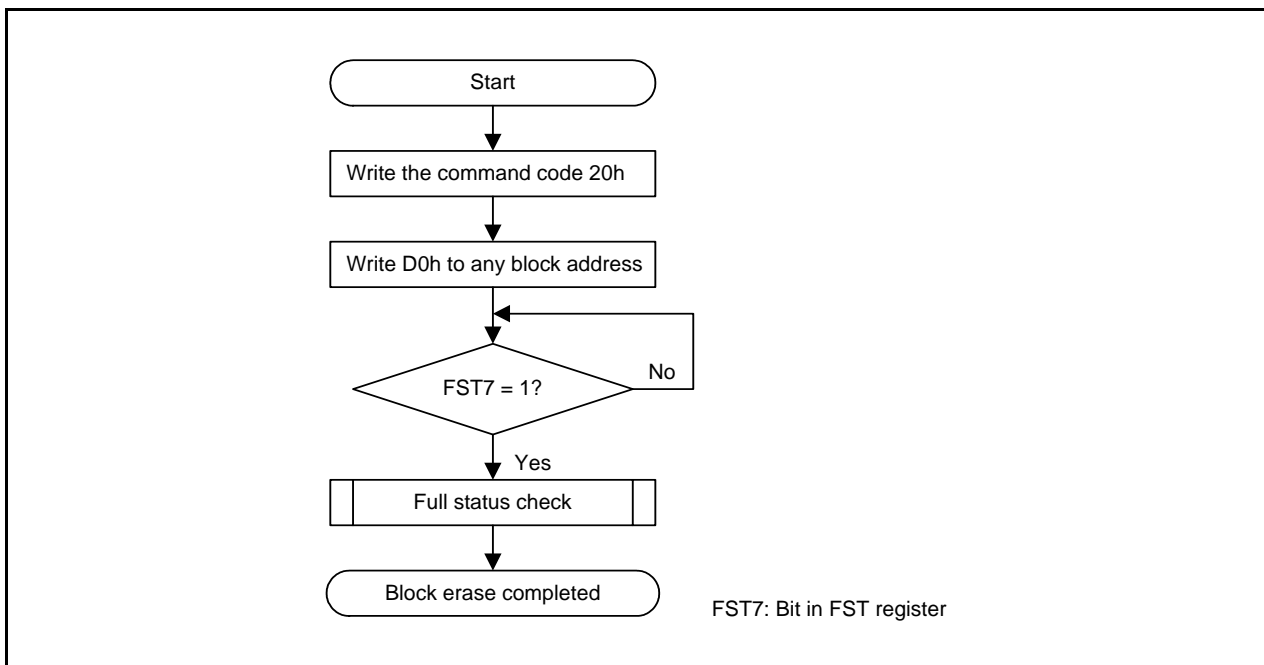 Start
Write the command code 20h
Write D0h to any block address
FST7 = 1?
No
Yes
Full status check
Block erase completed
FST7: Bit in FST register